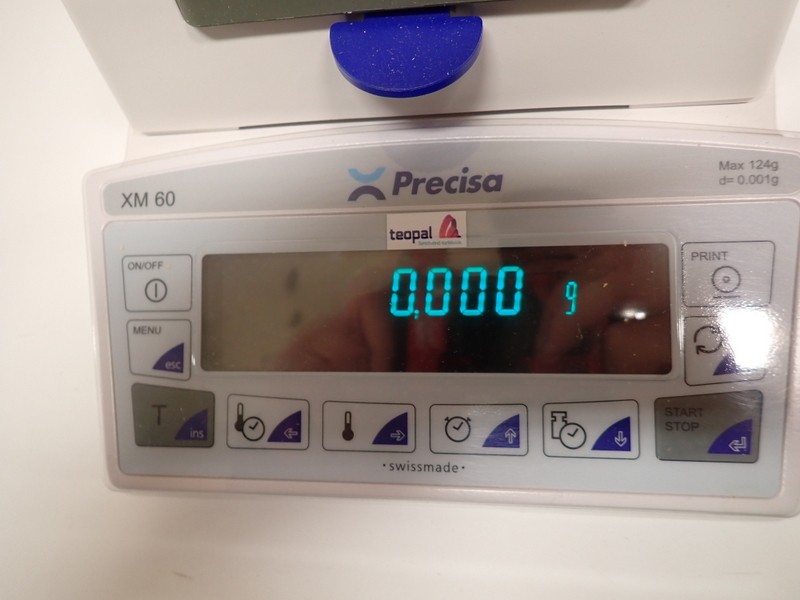 XM 60
Precisa
Max 124g
d= 0.001g
teopal
ON/OFF
0.000 g
PRINT
MENU
esc
T
ins
START
STOP
•swissmade•